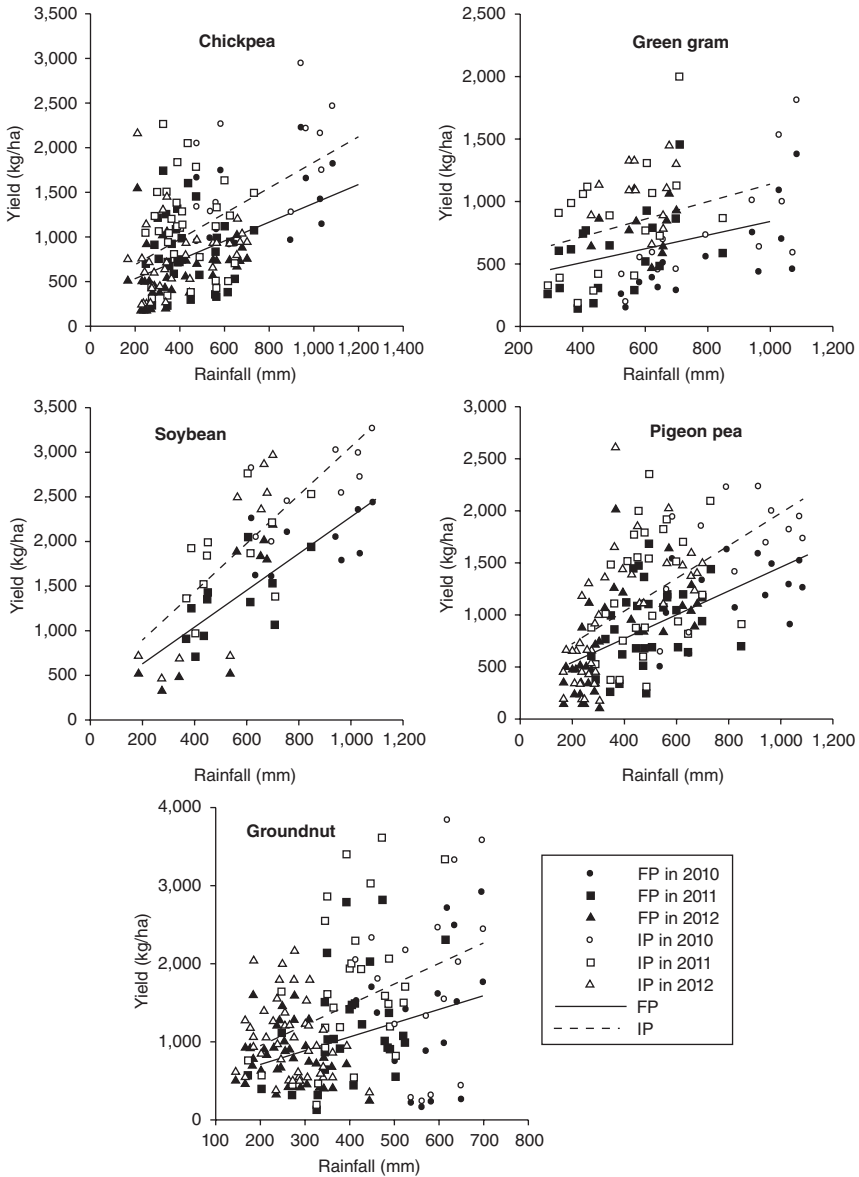 Chickpea
Yield (kg/ha)
3,500
3,000
2,500
2,000
1,500
1,000
500
0
0 200 400 600 800 1,000 1,200 1,400
Rainfall (mm)
Green gram
Yield (kg/ha)
2,500
2,000
1,500
1,000
500
0
200 400 600 800 1,000 1,200
Rainfall (mm)
Soybean
Yield (kg/ha)
3,500
3,000
2,500
2,000
1,500
1,000
500
0
0 200 400 600 800 1,000 1,200
Rainfall (mm)
Pigeon pea
Yield (kg/ha)
3,000
2,500
2,000
1,500
1,000
500
0
0 200 400 600 800 1,000 1,200
Rainfall (mm)
Groundnut
Yield (kg/ha)
4,000
3,000
2,000
1,000
0
100 200 300 400 500 600 700 800
Rainfall (mm)
FP in 2010
FP in 2011
FP in 2012
IP in 2010
IP in 2011
IP in 2012
FP
IP